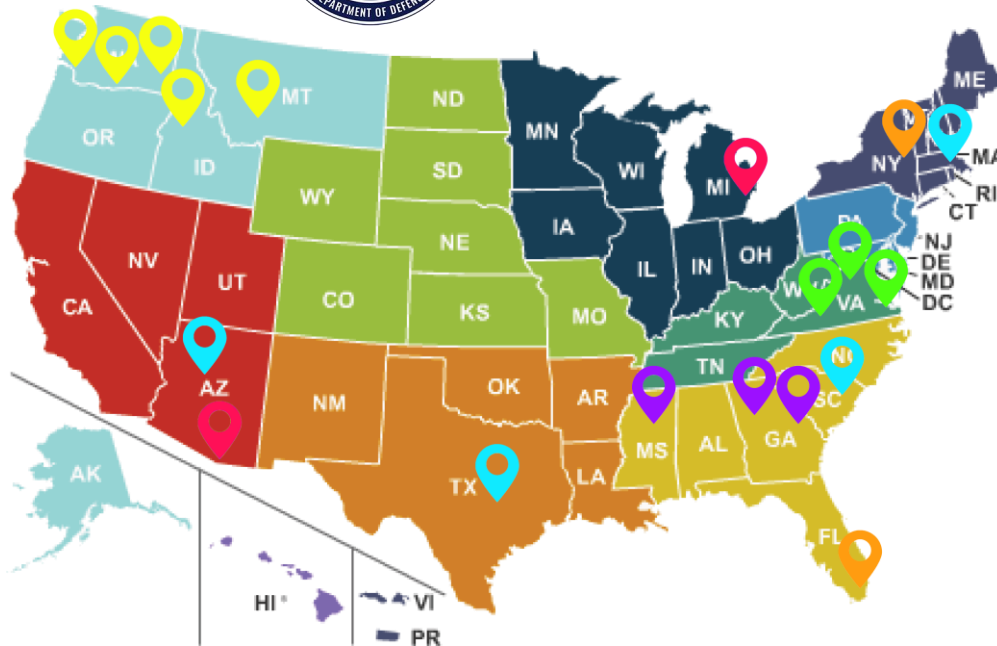 DEPARTMENT OF DEFENS
ND
MT
ME
MN
OR
NY
MA
WI
SD
ID
MI
RI
WY
CT
PA
IA
NE
NJ
NV
OH
DE
IL
IN
UT
MD
CO
DC
VA
CA
KS
MO
KY
NC
TN
AZ
OK
AR
NM
SC
GA
MS
AL
AK
LA
TX
FL
HI
VI
PR